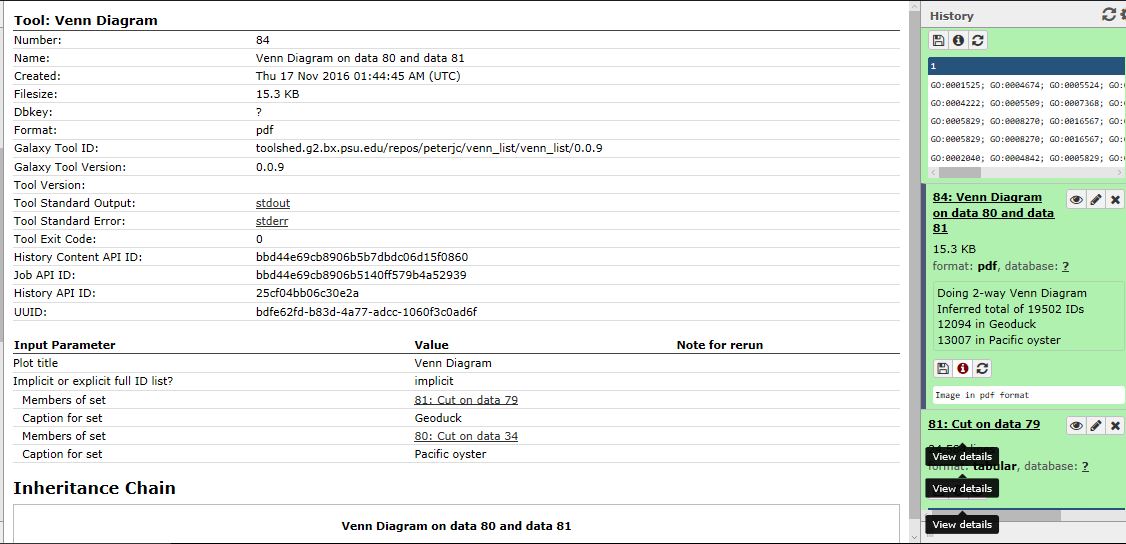 Tool: Venn Diagram
Number: 84
Name: Venn Diagram on data 80 and data 81
Created: Thu 17 Nov 2016 01:44:45 AM (UTC)
Filesize: 15.3 KB
Dbkey: ?
Format: pdf
Galaxy Tool ID: toolshed.g2.bx.psu.edu/repos/peterjc/venn_list/venn_list/0.0.9
Galaxy Tool Version: 0.0.9
Tool Version:
Tool Standard Output: stdout
Tool Standard Error: stderr
Tool Exit Code: 0
History Content API ID: bbd44e69cb8906b5b7dbdc06d15f0860
Job API ID: bbd44e69cb8906b5140ff579b4a52939
History API ID: 25cf04bb06c30e2a
UUID: bdfe62fd-b83d-4a77-adcc-1060f3c0ad6f
Input Parameter Value Note for rerun
Plot title Venn Diagram
Implicit or explicit full ID list? implicit
Members of set 81: Cut on data 79
Caption for set Geoduck
Members of set 80: Cut on data 34
Caption for set Pacific oyster
Inheritance Chain
Venn Diagram on data 80 and data 81
History
1
GO:0001525; GO:0004674; GO:0005524; GO:
GO:0004222; GO:0005509; GO:0007368; GO:
GO:0005829; GO:0008270; GO:0016567; GO:
GO:0005829; GO:0008270; GO:0016567; GO:
GO:0002040; GO:0004842; GO:0005829; GO:
84: Venn Diagram
on data 80 and data
81
15.3 KB
format: pdf, database: ?
Doing 2-way Venn Diagram
Inferred total of 19502 IDs
12094 in Geoduck
13007 in Pacific oyster
Image in pdf format
81: Cut on data 79
View details
format: tabular, database: ?
View details
View details